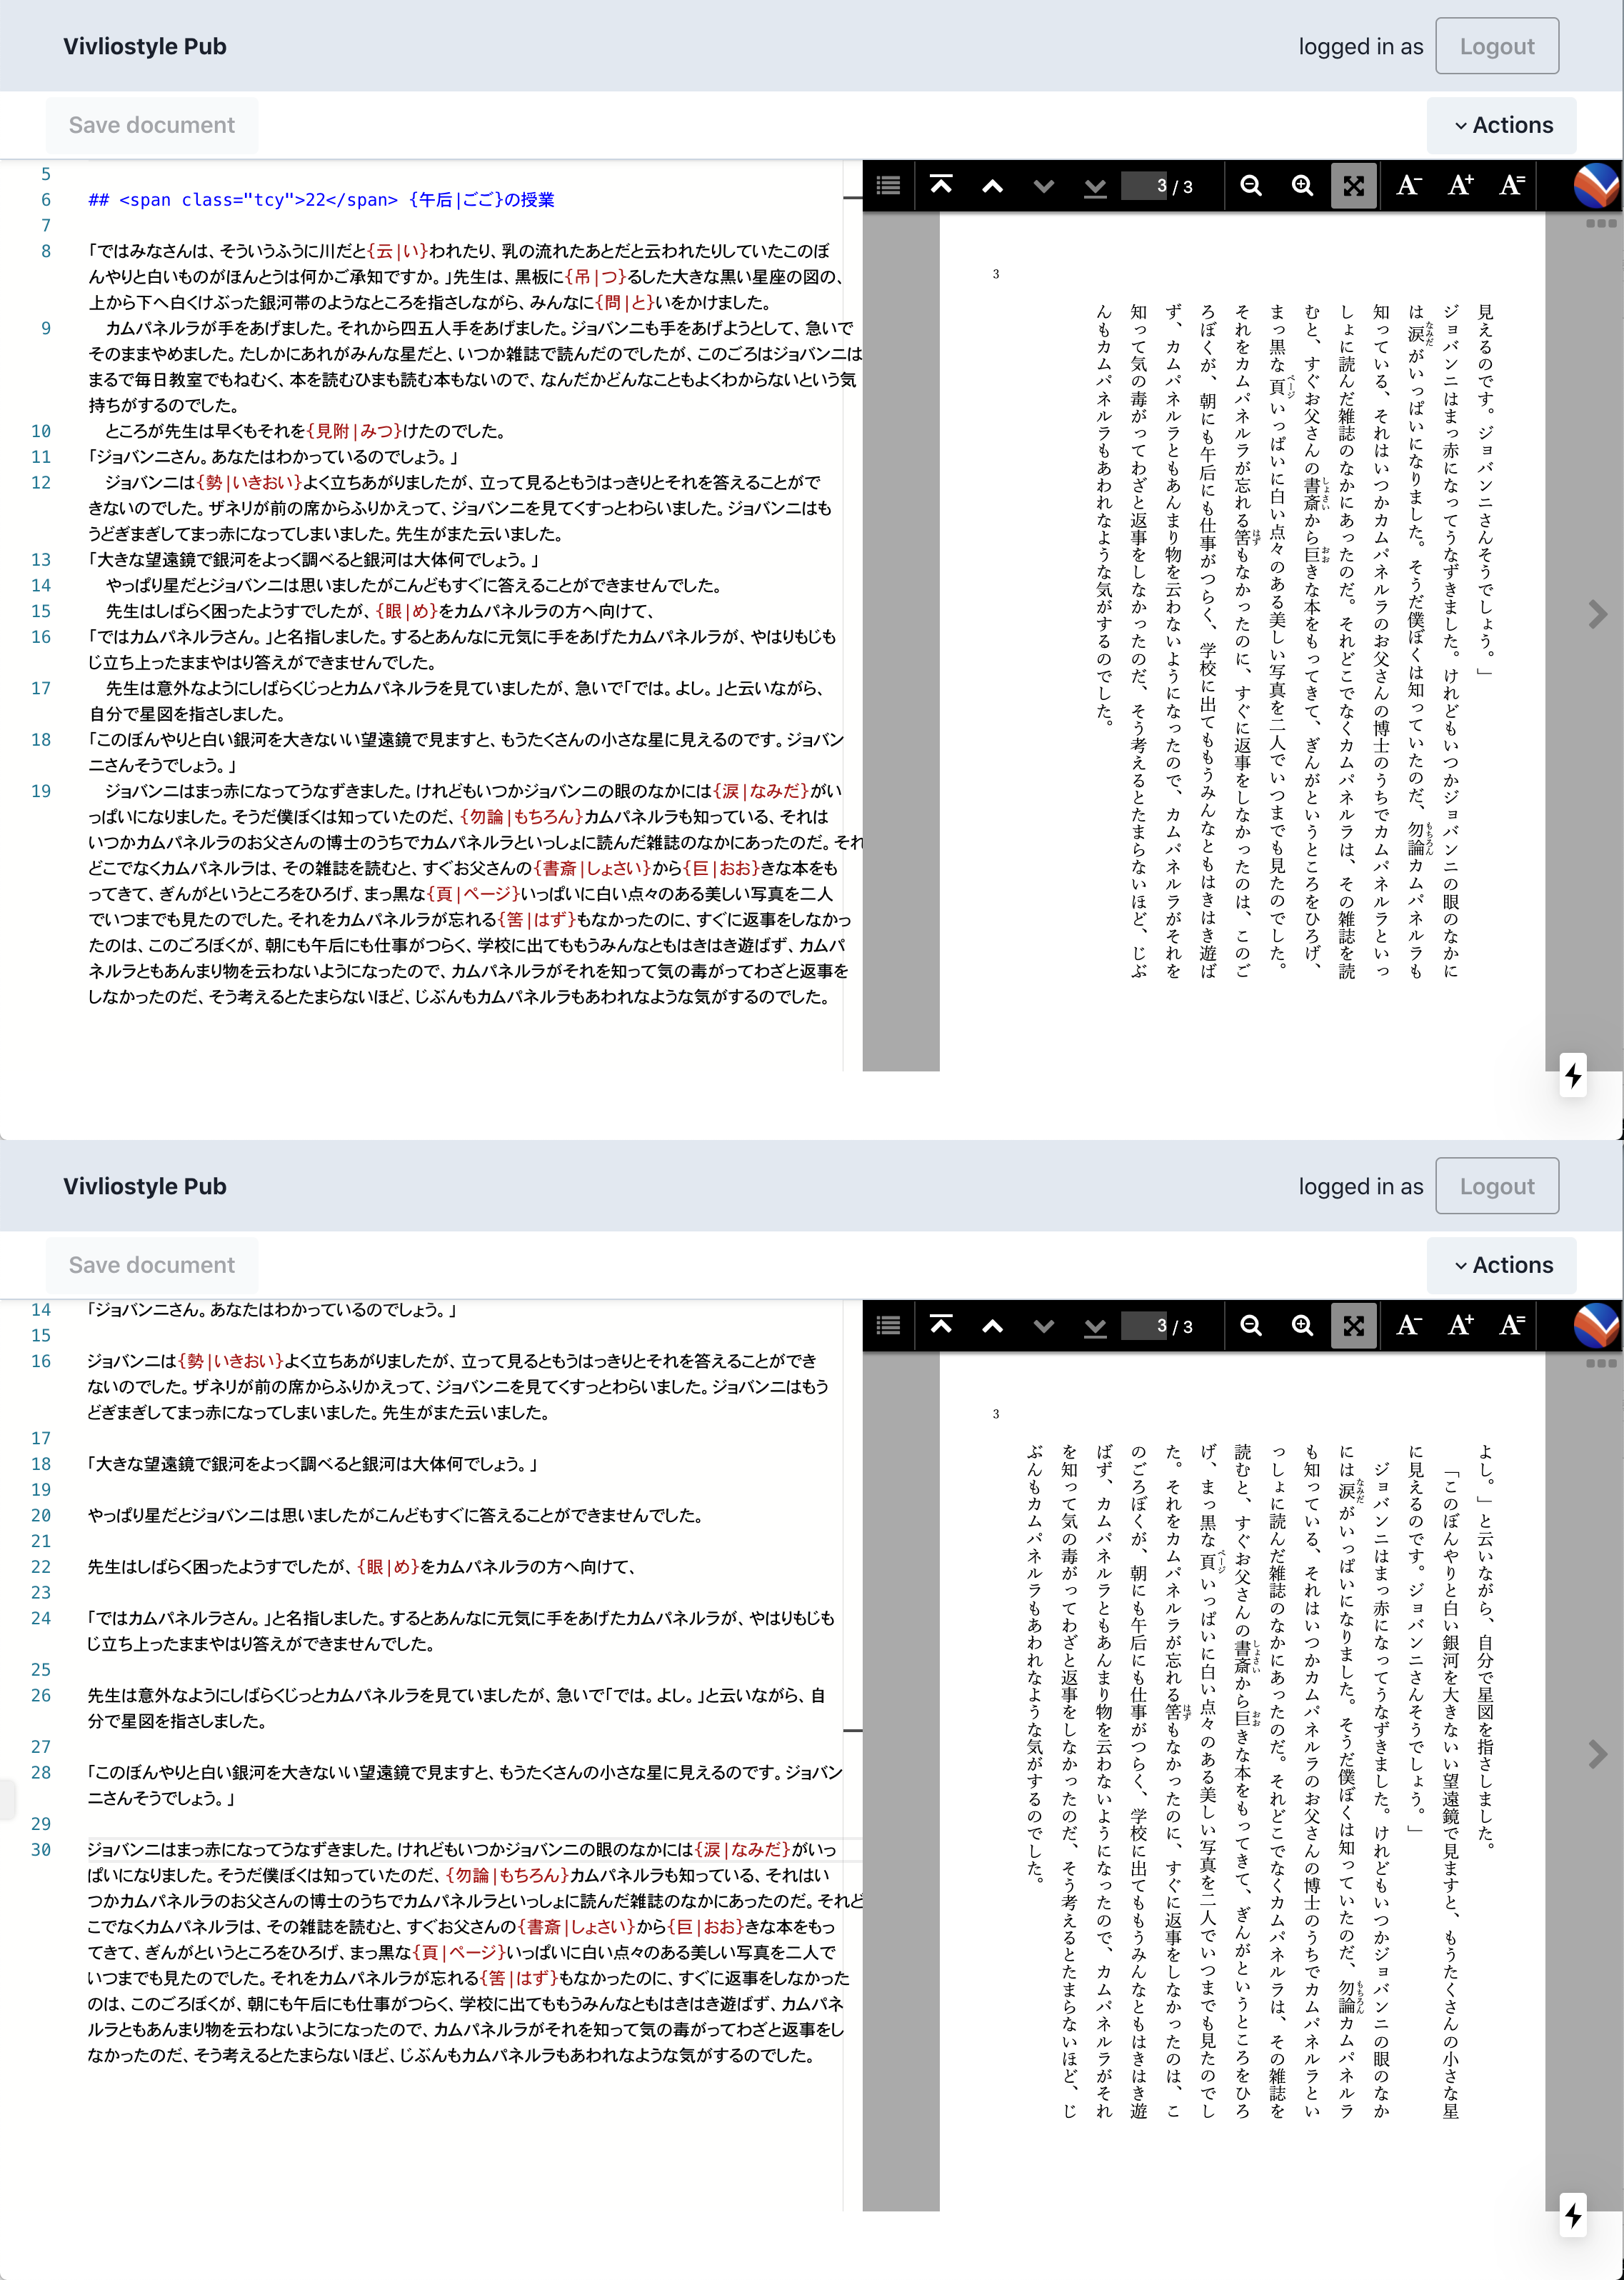 Vivliostyle Pub
logged in as
Logout
Save document
Actions
5
6 ## <span class="tcy">22</span> {午后|ごご}の授業
7
8 「ではみなさんは、そういうふうに川だと{云|い}われたり、乳の流れたあとだと云われたりしていたこのぼ
んやりと白いものがほんとうは何かご承知ですか。」先生は、黒板に{吊|つ}るした大きな黒い星座の図の、
上から下へ白くけぶった銀河帯のようなところを指さしながら、みんなに{問|と}いをかけました。
9 　カムパネルラが手をあげました。それから四五人手をあげました。ジョバンニも手をあげようとして、急いで
そのままやめました。たしかにあれがみんな星だと、いつか雑誌で読んだのでしたが、このごろはジョバンニは
まるで毎日教室でもねむく、本を読むひまも読む本もないので、なんだかどんなこともよくわからないという気
持ちがするのでした。
10 　ところが先生は早くもそれを{見附|みつ}けたのでした。
11 「ジョバンニさん。あなたはわかっているのでしょう。」
12 　ジョバンニは{勢|いきおい}よく立ちあがりましたが、立って見るともうはっきりとそれを答えることがで
きないのでした。ザネリが前の席からふりかえって、ジョバンニを見てくすっとわらいました。ジョバンニはも
うどぎまぎしてまっ赤になってしまいました。先生がまた云いました。
13 「大きな望遠鏡で銀河をよっく調べると銀河は大体何でしょう。」
14 　やっぱり星だとジョバンニは思いましたがこんどもすぐに答えることができませんでした。
15 　先生はしばらく困ったようすでしたが、{眼|め}をカムパネルラの方へ向けて、
16 「ではカムパネルラさん。」と名指しました。するとあんなに元気に手をあげたカムパネルラが、やはりもじも
じ立ち上ったままやはり答えができませんでした。
17 　先生は意外なようにしばらくじっとカムパネルラを見ていましたが、急いで「では。よし。」と云いながら、
自分で星図を指さしました。
18 「このぼんやりと白い銀河を大きないい望遠鏡で見ますと、もうたくさんの小さな星に見えるのです。ジョバン
ニさんそうでしょう。」
19 　ジョバンニはまっ赤になってうなずきました。けれどもいつかジョバンニの眼のなかには{涙|なみだ}がい
っぱいになりました。そうだ僕ぼくは知っていたのだ、{勿論|もちろん}カムパネルラも知っている、それは
いつかカムパネルラのお父さんの博士のうちでカムパネルラといっしょに読んだ雑誌のなかにあったのだ。それ
どこでなくカムパネルラは、その雑誌を読むと、すぐお父さんの{書斎|しょさい}から{巨|おお}きな本をも
ってきて、ぎんがというところをひろげ、まっ黒な{頁|ページ}いっぱいに白い点々のある美しい写真を二人
でいつまでも見たのでした。それをカムパネルラが忘れる{筈|はず}もなかったのに、すぐに返事をしなかっ
たのは、このごろぼくが、朝にも午后にも仕事がつらく、学校に出てももうみんなともはきはき遊ばず、カムパ
ネルラともあんまり物を云わないようになったので、カムパネルラがそれを知って気の毒がってわざと返事を
しなかったのだ、そう考えるとたまらないほど、じぶんもカムパネルラもあわれなような気がするのでした。
3 / 3
A- A+ A=
3
見えるのです。ジョバンニさんそうでしょう。」
ジョバンニはまっ赤になってうなずきました。けれどもいつかジョバンニの眼のなかに
は涙なみだがいっぱいになりました。そうだ僕ぼくは知っていたのだ、勿論もちろんカムパネルラも
知っている、それはいつかカムパネルラのお父さんの博士のうちでカムパネルラといっ
しょに読んだ雑誌のなかにあったのだ。それどこでなくカムパネルラは、その雑誌を読
むと、すぐお父さんの書斎しょさいから巨おおきな本をもってきて、ぎんがというところをひろげ、
まっ黒な頁ページいっぱいに白い点々のある美しい写真を二人でいつまでも見たのでした。
それをカムパネルラが忘れる筈はずもなかったのに、すぐに返事をしなかったのは、このご
ろぼくが、朝にも午后にも仕事がつらく、学校に出てももうみんなともはきはき遊ば
ず、カムパネルラともあんまり物を云わないようになったので、カムパネルラがそれを
知って気の毒がってわざと返事をしなかったのだ、そう考えるとたまらないほど、じぶ
んもカムパネルラもあわれなような気がするのでした。
Vivliostyle Pub
logged in as
Logout
Save document
Actions
14 「ジョバンニさん。あなたはわかっているのでしょう。」
15
16 ジョバンニは{勢|いきおい}よく立ちあがりましたが、立って見るともうはっきりとそれを答えることができ
ないのでした。ザネリが前の席からふりかえって、ジョバンニを見てくすっとわらいました。ジョバンニはもう
どぎまぎしてまっ赤になってしまいました。先生がまた云いました。
17
18 「大きな望遠鏡で銀河をよっく調べると銀河は大体何でしょう。」
19
20 やっぱり星だとジョバンニは思いましたがこんどもすぐに答えることができませんでした。
21
22 先生はしばらく困ったようすでしたが、{眼|め}をカムパネルラの方へ向けて、
23
24 「ではカムパネルラさん。」と名指しました。するとあんなに元気に手をあげたカムパネルラが、やはりもじも
じ立ち上ったままやはり答えができませんでした。
25
26 先生は意外なようにしばらくじっとカムパネルラを見ていましたが、急いで「では。よし。」と云いながら、自
分で星図を指さしました。
27
28 「このぼんやりと白い銀河を大きないい望遠鏡で見ますと、もうたくさんの小さな星に見えるのです。ジョバン
ニさんそうでしょう。」
29
30 ジョバンニはまっ赤になってうなずきました。けれどもいつかジョバンニの眼のなかには{涙|なみだ}がいっ
ぱいになりました。そうだ僕ぼくは知っていたのだ、{勿論|もちろん}カムパネルラも知っている、それはい
つかカムパネルラのお父さんの博士のうちでカムパネルラといっしょに読んだ雑誌のなかにあったのだ。それど
こでなくカムパネルラは、その雑誌を読むと、すぐお父さんの{書斎|しょさい}から{巨|おお}きな本をもっ
てきて、ぎんがというところをひろげ、まっ黒な{頁|ページ}いっぱいに白い点々のある美しい写真を二人で
いつまでも見たのでした。それをカムパネルラが忘れる{筈|はず}もなかったのに、すぐに返事をしなかった
のは、このごろぼくが、朝にも午后にも仕事がつらく、学校に出てももうみんなともはきはき遊ばず、カムパネ
ルラともあんまり物を云わないようになったので、カムパネルラがそれを知って気の毒がってわざと返事をし
なかったのだ、そう考えるとたまらないほど、じぶんもカムパネルラもあわれなような気がするのでした。
3 / 3
A- A+ A=
3
よし。」と云いながら、自分で星図を指さしました。
「このぼんやりと白い銀河を大きないい望遠鏡で見ますと、もうたくさんの小さな星
に見えるのです。ジョバンニさんそうでしょう。」
ジョバンニはまっ赤になってうなずきました。けれどもいつかジョバンニの眼のなか
には涙なみだがいっぱいになりました。そうだ僕ぼくは知っていたのだ、勿論もちろんカムパネルラ
も知っている、それはいつかカムパネルラのお父さんの博士のうちでカムパネルラとい
っしょに読んだ雑誌のなかにあったのだ。それどこでなくカムパネルラは、その雑誌を
読むと、すぐお父さんの書斎しょさいから巨おおきな本をもってきて、ぎんがというところをひろ
げ、まっ黒な頁ページいっぱいに白い点々のある美しい写真を二人でいつまでも見たのでし
た。それをカムパネルラが忘れる筈はずもなかったのに、すぐに返事をしなかったのは、こ
のごろぼくが、朝にも午后にも仕事がつらく、学校に出てももうみんなともはきはき遊
ばず、カムパネルラともあんまり物を云わないようになったので、カムパネルラがそれ
を知って気の毒がってわざと返事をしなかったのだ、そう考えるとたまらないほど、じ
ぶんもカムパネルラもあわれなような気がするのでした。